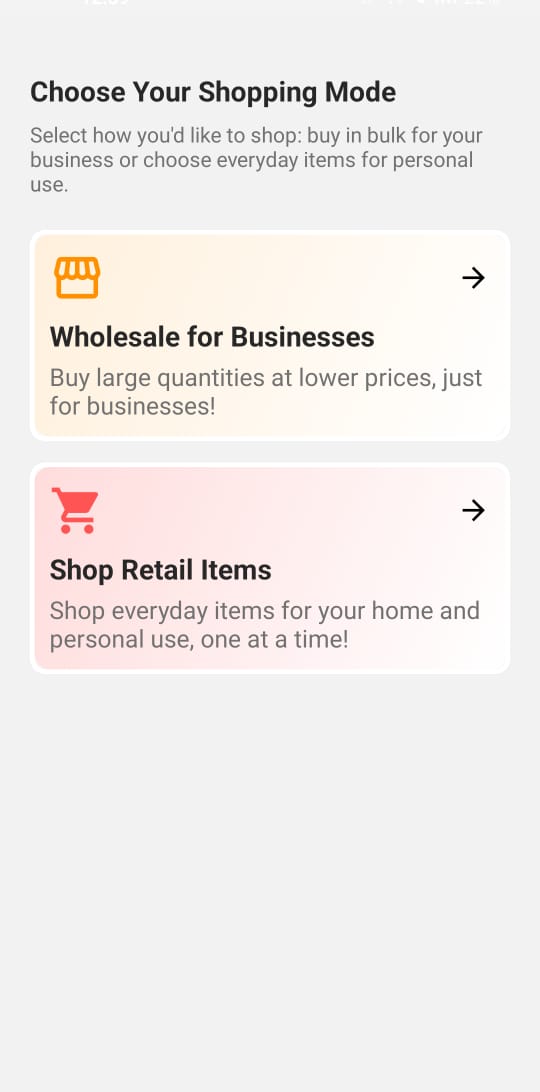 Choose Your Shopping Mode
Select how you'd like to shop: buy in bulk for your
business or choose everyday items for personal
use.
Wholesale for Businesses
Buy large quantities at lower prices, just
for businesses!
Shop Retail Items
Shop everyday items for your home and
personal use, one at a time!